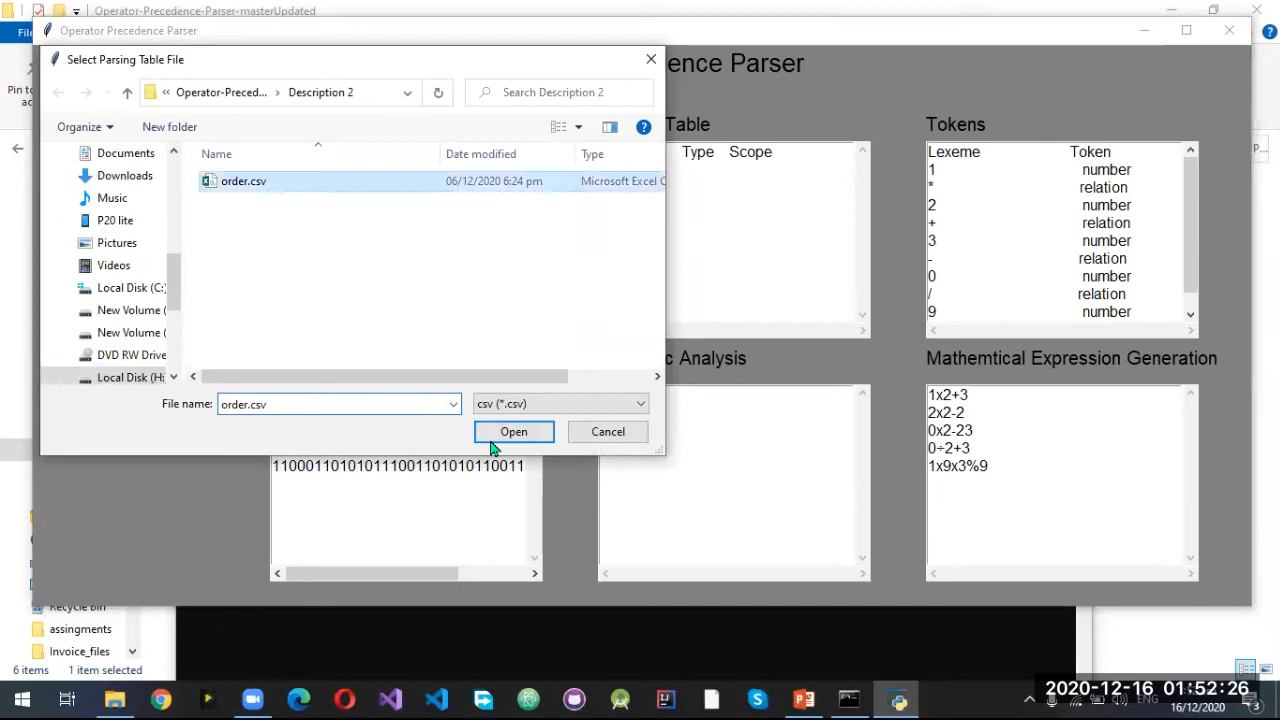 Operator-Precedence-Parser-masterUpdated
File
Operator Precedence Parser
Select Parsing Table File
« Operator-Preced... > Description 2
Search Description 2
Organize
New folder
Pin to
Documents
Downloads
Music
P20 lite
Pictures
Videos
Local Disk (C:)
New Volume (
New Volume (
DVD RW Drive
Local Disk (H:
Name
Date modified
Type
order.csv
06/12/2020 6:24 pm
Microsoft Excel C
File name:
order.csv
csv (*.csv)
Open
Cancel
ence Parser
Table
Type Scope
Tokens
Lexeme Token
1 number
* relation
2 number
+ relation
3 number
- relation
0 number
/ relation
9 number
c Analysis
Mathemtical Expression Generation
1x2+3
2x2-2
0x2-23
0÷2+3
1x9x3%9
110001101010111001101010110011
Recycle Bin
assingments
Invoice_files
6 items
1 item selected
2020-12-16 01:52:26
ENG
16/12/2020
3